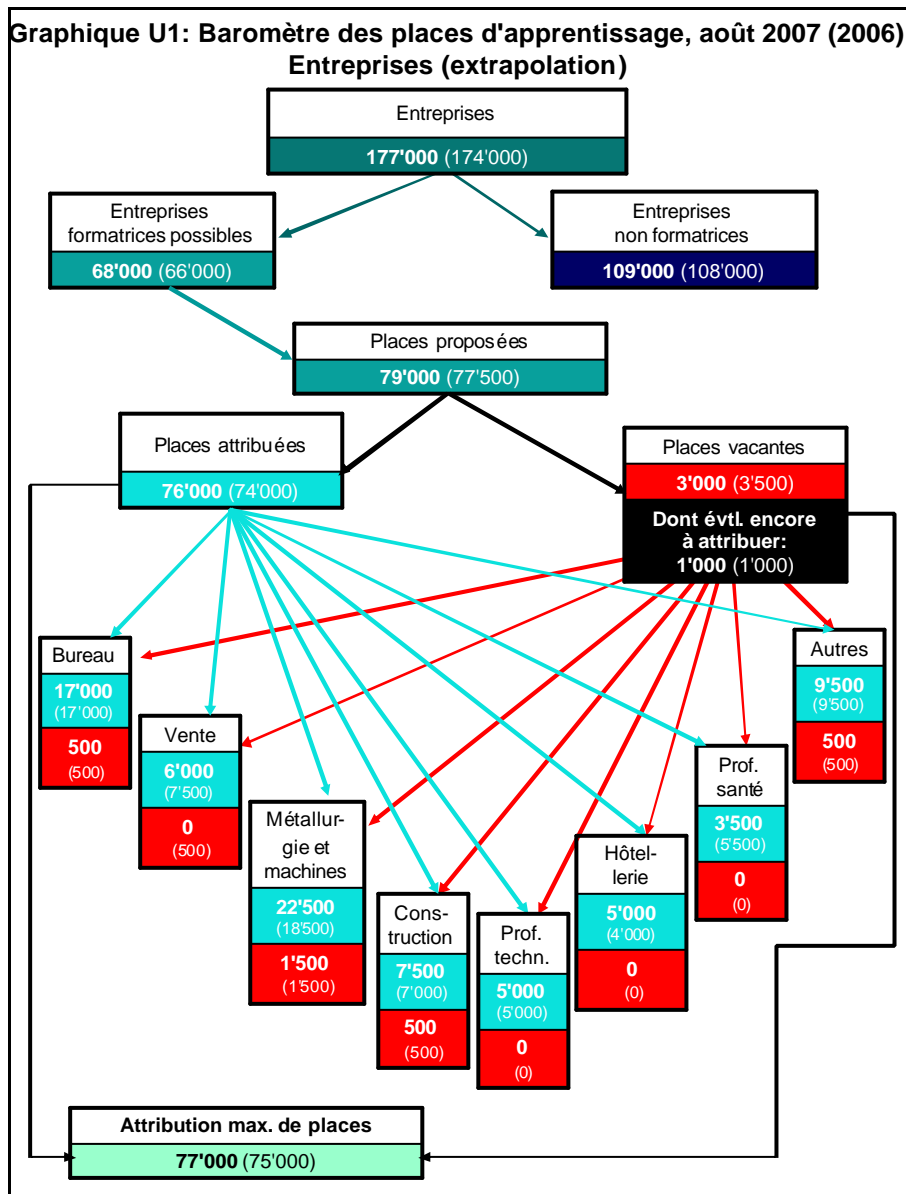 Graphique U1: Baromètre des places d'apprentissage, août 2007 (2006)
Entreprises (extrapolation)
Entreprises
177'000 (174'000)
Entreprises
formatrices possibles
68'000 (66'000)
Entreprises
non formatrices
109'000 (108'000)
Places proposées
79'000 (77'500)
Places attribuées
76'000 (74'000)
Places vacantes
3'000 (3'500)
Dont évtl. encore
à attribuer:
1'000 (1'000)
Bureau
17'000
(17'000)
500
(500)
Vente
6'000
(7'500)
0
(500)
Métallur-
gie et
machines
22'500
(18'500)
1'500
(1'500)
Cons-
truction
7'500
(7'000)
500
(500)
Prof.
techn.
5'000
(5'000)
0
(0)
Hôtel-
lerie
5'000
(4'000)
0
(0)
Prof.
santé
3'500
(5'500)
0
(0)
Autres
9'500
(9'500)
500
(500)
Attribution max. de places
77'000 (75'000)